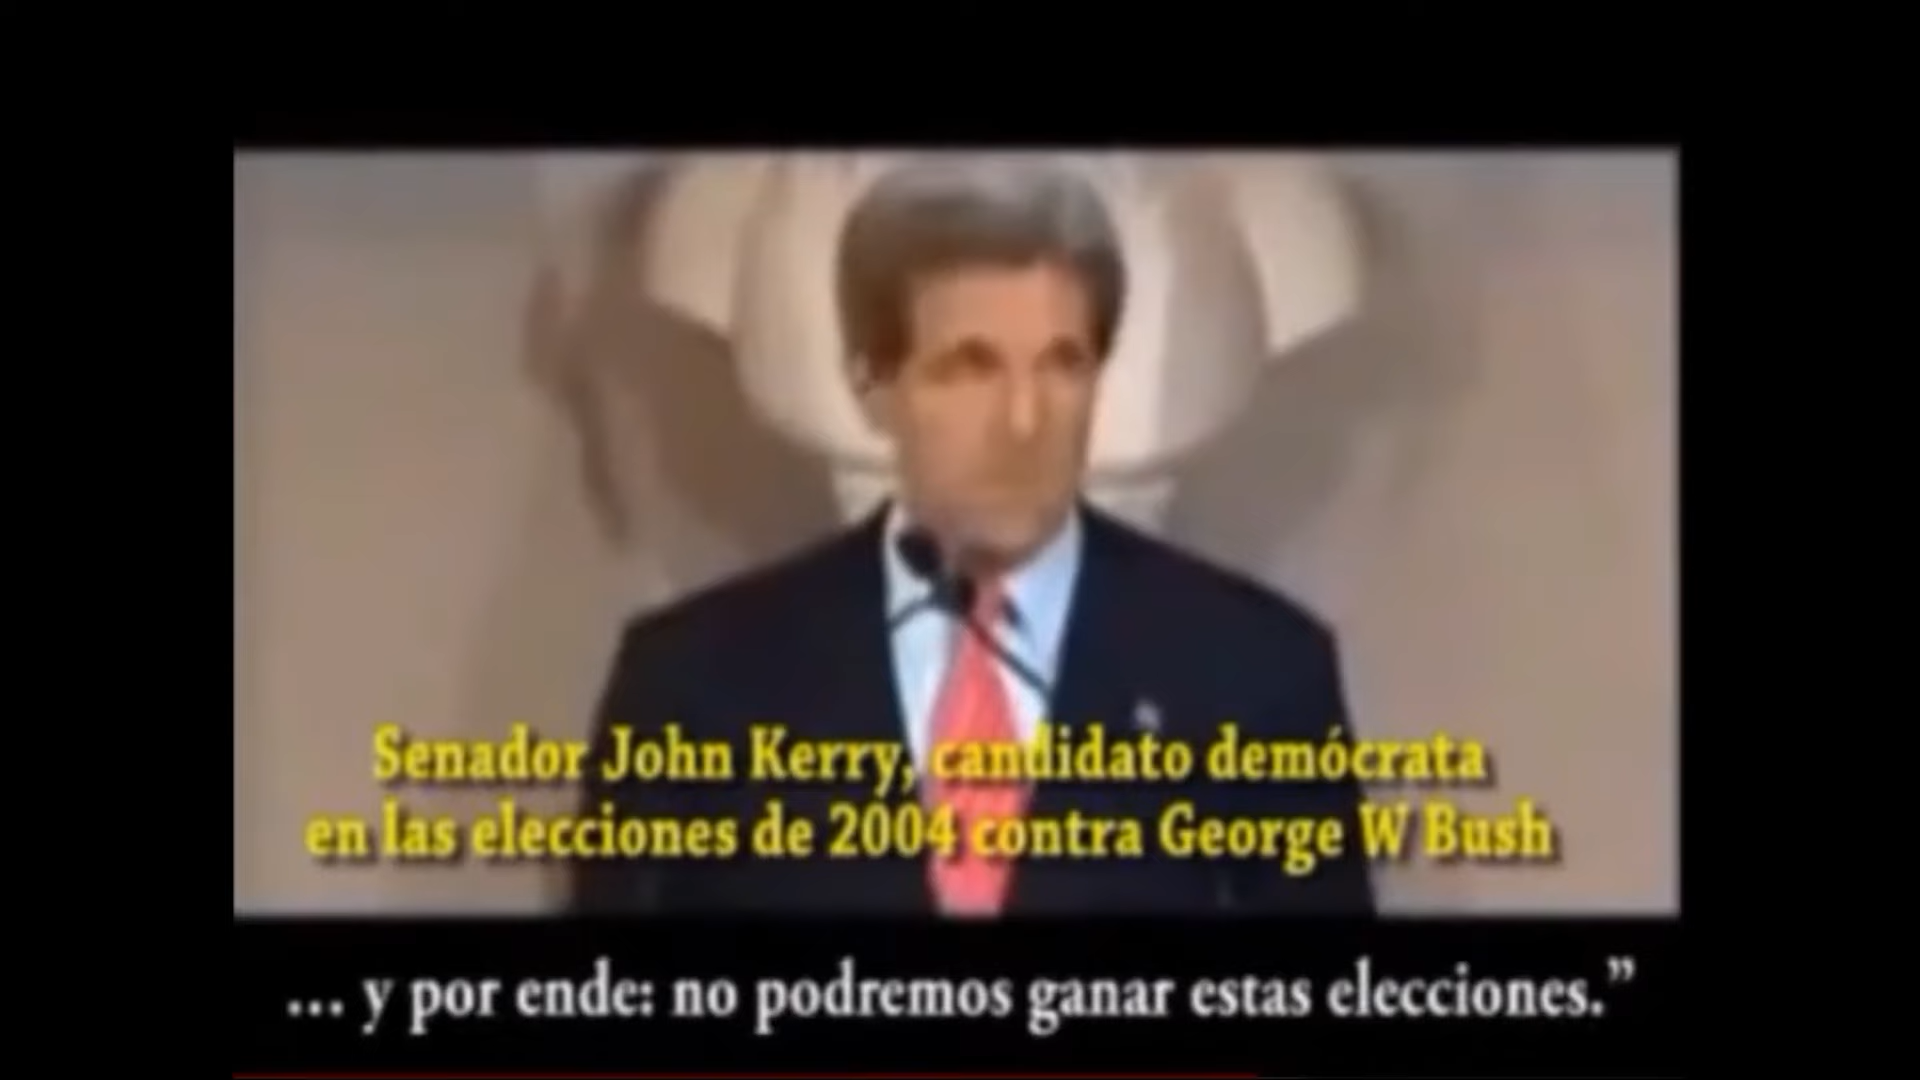 Senador John Kerry, candidato demócrata
en las elecciones de 2004 contra George W Bush
... y por ende: no podremos ganar estas elecciones.”